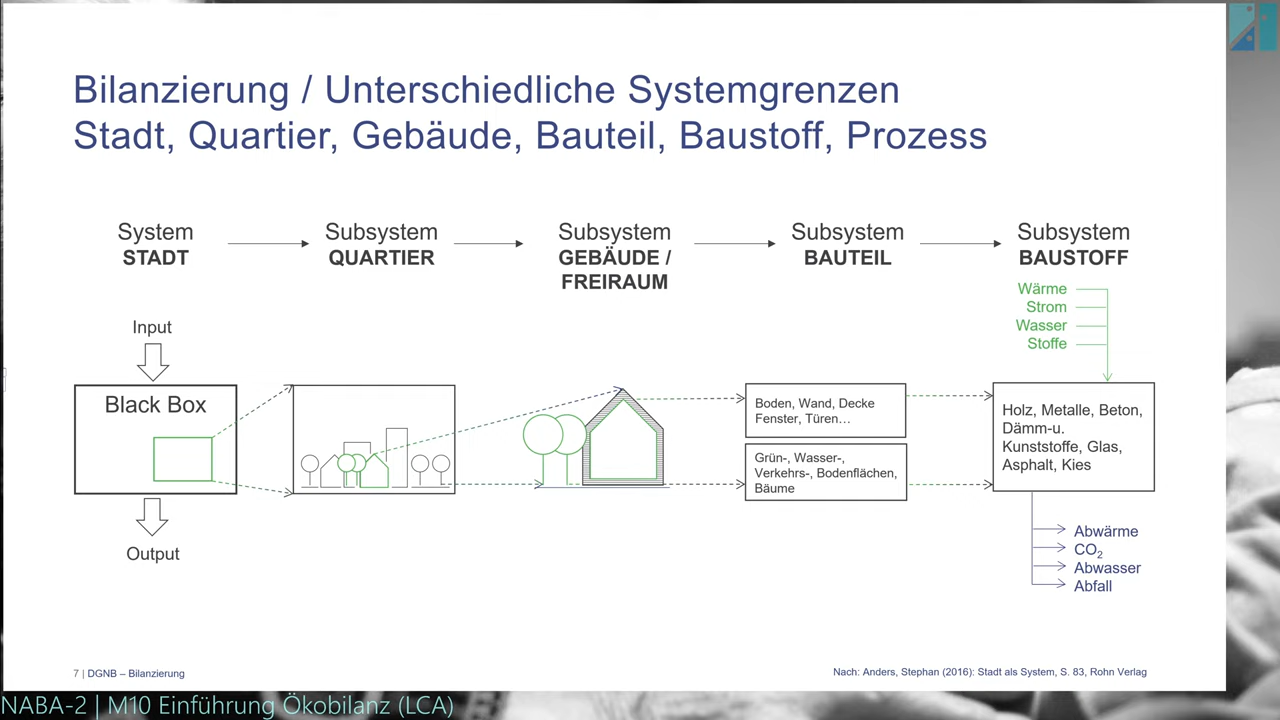 Bilanzierung / Unterschiedliche Systemgrenzen
Stadt, Quartier, Gebäude, Bauteil, Baustoff, Prozess
System
STADT
Subsystem
QUARTIER
Subsystem
GEBÄUDE /
FREIRAUM
Subsystem
BAUTEIL
Subsystem
BAUSTOFF
Wärme
Strom
Wasser
Stoffe
Input
Black Box
Output
Boden, Wand, Decke
Fenster, Türen…
Grün-, Wasser-,
Verkehrs-, Bodenflächen,
Bäume
Holz, Metalle, Beton,
Dämm-u.
Kunststoffe, Glas,
Asphalt, Kies
Abwärme
CO₂
Abwasser
Abfall
7 | DGNB – Bilanzierung
Nach: Anders, Stephan (2016): Stadt als System, S. 83, Rohn Verlag
NABA-2 | M10 Einführung Ökobilanz (LCA)